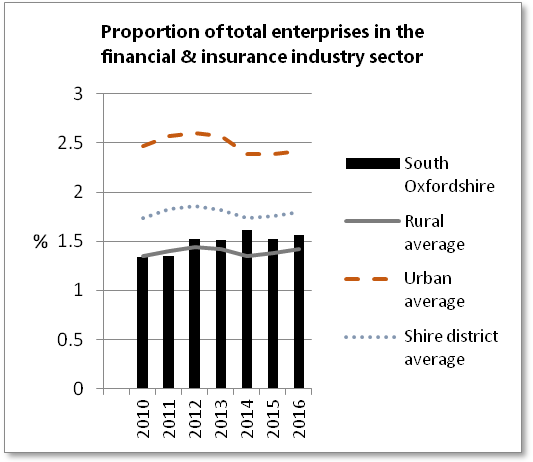 Proportion of total enterprises in the
financial & insurance industry sector
3
2.5
2
1.5
1
0.5
0
%
2010
2011
2012
2013
2014
2015
2016
South
Oxfordshire
Rural
average
Urban
average
Shire district
average